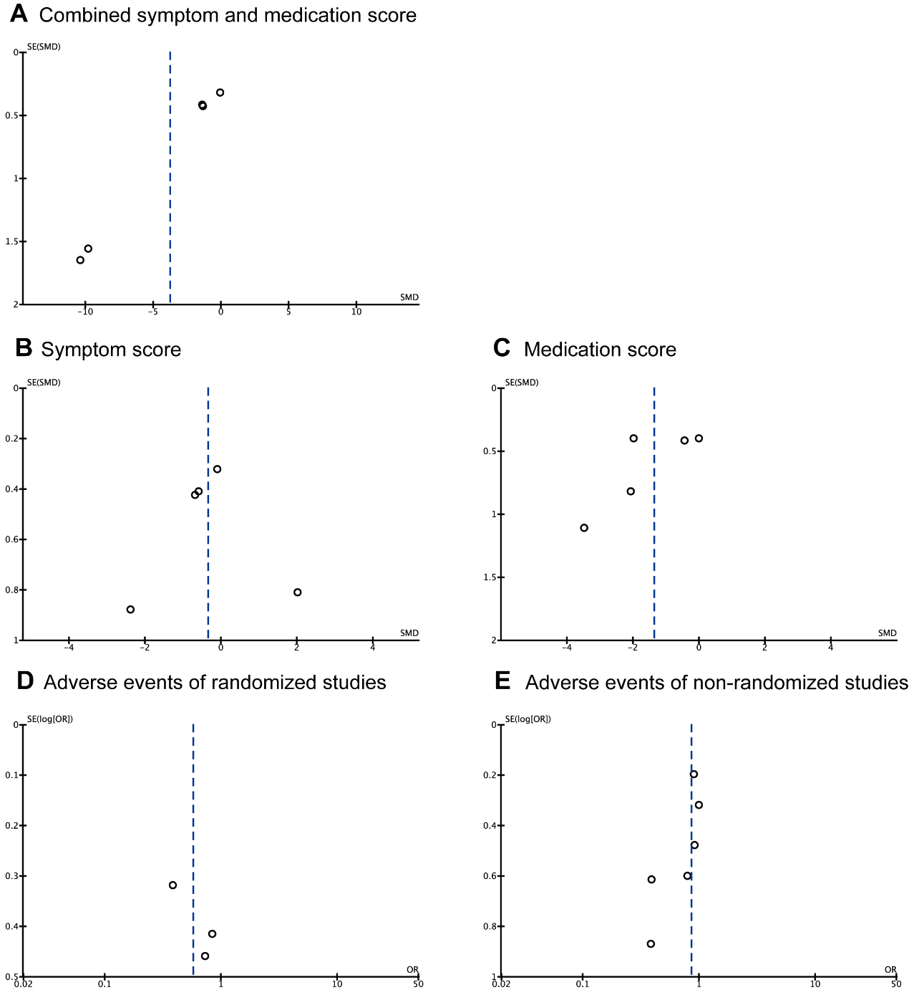 A Combined symptom and medication score
SE(SMD)
0
0.5
1
1.5
2
SMD
-10 -5 0 5 10
B Symptom score
SE(SMD)
0
0.2
0.4
0.6
0.8
1
SMD
-4 -2 0 2 4
C Medication score
SE(SMD)
0
0.5
1
1.5
2
SMD
-4 -2 0 2 4
D Adverse events of randomized studies
SE(log[OR])
0
0.1
0.2
0.3
0.4
0.5
OR
0.02 0.1 1 10 50
E Adverse events of non-randomized studies
SE(log[OR])
0
0.2
0.4
0.6
0.8
1
OR
0.02 0.1 1 10 50